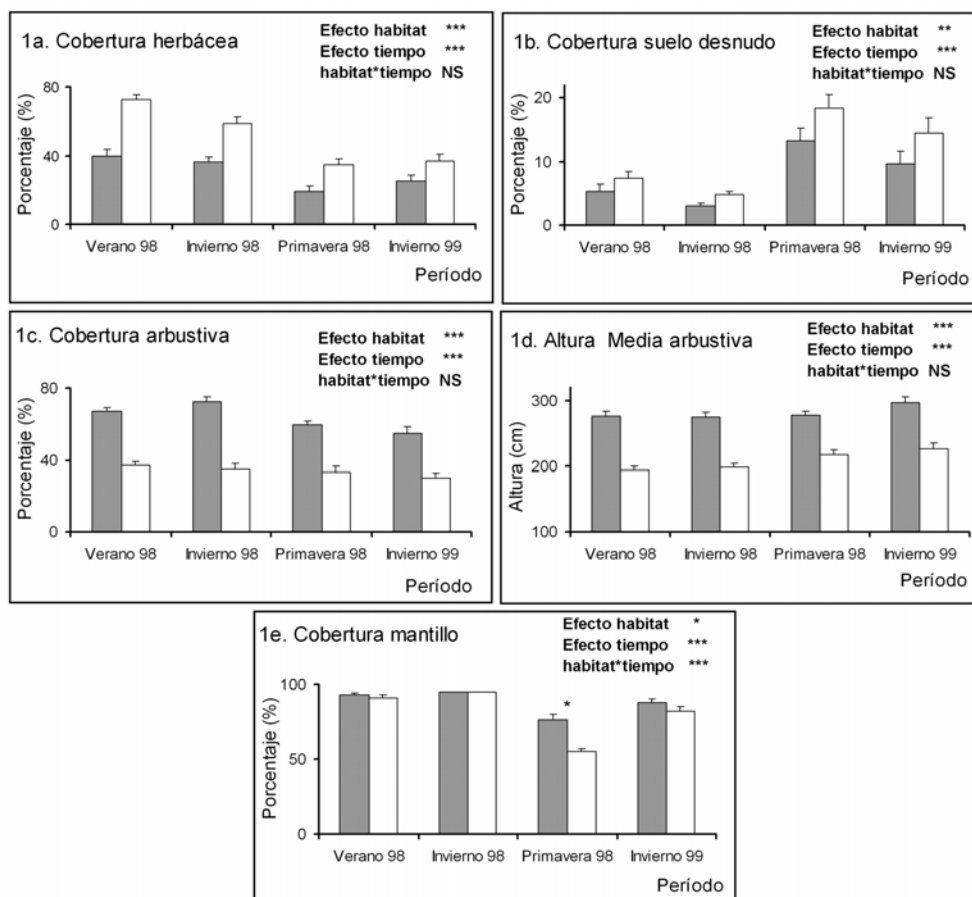 1a. Cobertura herbácea
Efecto habitat ***
Efecto tiempo ***
habitat*tiempo NS
Porcentaje (%)
80
40
0
Verano 98 Invierno 98 Primavera 98 Invierno 99
Período
1b. Cobertura suelo desnudo
Efecto habitat **
Efecto tiempo ***
habitat*tiempo NS
Porcentaje (%)
20
10
0
Verano 98 Invierno 98 Primavera 98 Invierno 99
Período
1c. Cobertura arbustiva
Efecto habitat ***
Efecto tiempo ***
habitat*tiempo NS
Porcentaje (%)
80
40
0
Verano 98 Invierno 98 Primavera 98 Invierno 99
Período
1d. Altura Media arbustiva
Efecto habitat ***
Efecto tiempo ***
habitat*tiempo NS
Altura (cm)
300
200
100
Verano 98 Invierno 98 Primavera 98 Invierno 99
Período
1e. Cobertura mantillo
Efecto habitat *
Efecto tiempo ***
habitat*tiempo ***
Porcentaje (%)
100
50
0
*
Verano 98 Invierno 98 Primavera 98 Invierno 99
Período